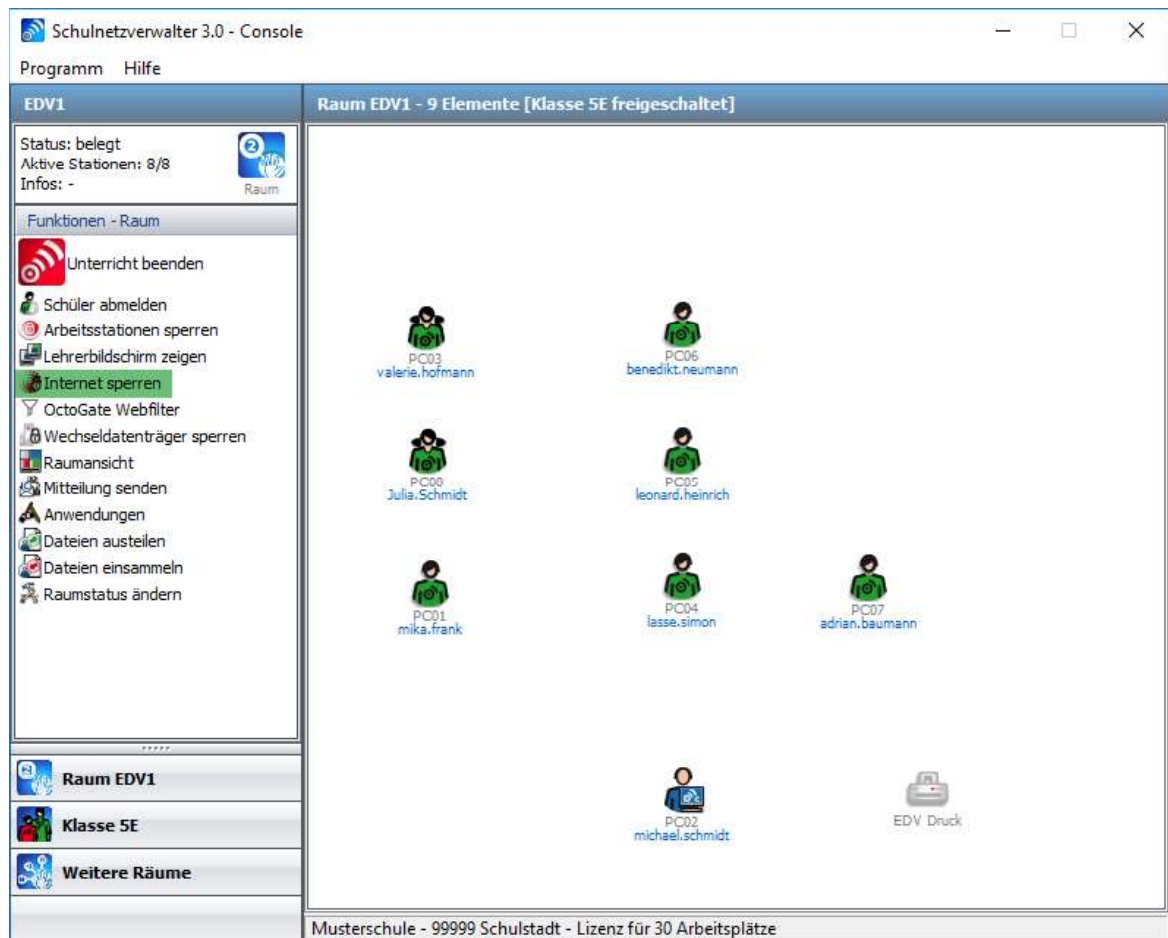 Schulnetzverwalter 3.0 - Console
Programm Hilfe
EDV1
Status: belegt
Aktive Stationen: 8/8
Infos: -
Raum
Funktionen - Raum
Unterricht beenden
Schüler abmelden
Arbeitsstationen sperren
Lehrerbildschirm zeigen
Internet sperren
OctoGate Webfilter
Wechseldatenträger sperren
Raumansicht
Mitteilung senden
Anwendungen
Dateien austeilen
Dateien einsammeln
Raumstatus ändern
Raum EDV1
Klasse 5E
Weitere Räume
Raum EDV1 - 9 Elemente [Klasse 5E freigeschaltet]
PC03
valerie.hofmann
PC06
benedikt.neumann
PC00
Julia.Schmidt
PC05
leonard.heinrich
PC01
mika.frank
PC04
lasse.simon
PC07
adrian.baumann
PC02
michael.schmidt
EDV Druck
Musterschule - 99999 Schulstadt - Lizenz für 30 Arbeitsplätze